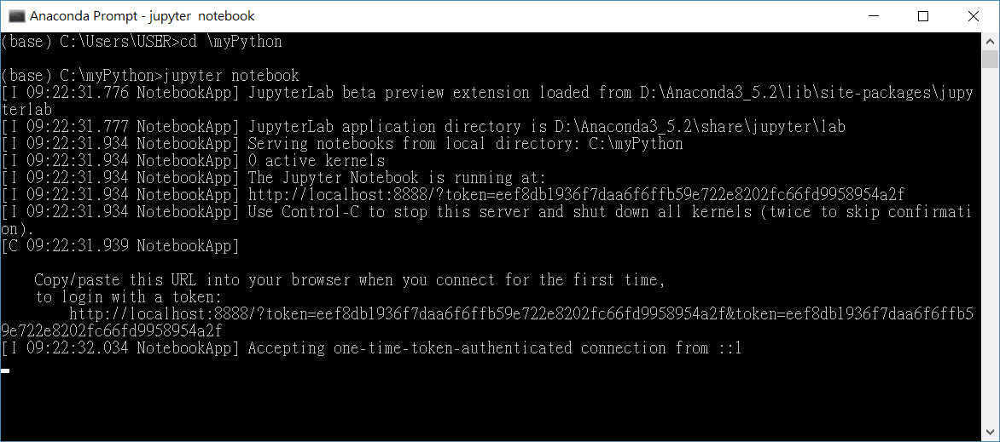 Anaconda Prompt - jupyter  notebook
(base) C:\Users\USER>cd \myPython
(base) C:\myPython>jupyter notebook
[I 09:22:31.776 NotebookApp] JupyterLab beta preview extension loaded from D:\Anaconda3_5.2\lib\site-packages\jupy
terlab
[I 09:22:31.777 NotebookApp] JupyterLab application directory is D:\Anaconda3_5.2\share\jupyter\lab
[I 09:22:31.934 NotebookApp] Serving notebooks from local directory: C:\myPython
[I 09:22:31.934 NotebookApp] 0 active kernels
[I 09:22:31.934 NotebookApp] The Jupyter Notebook is running at:
[I 09:22:31.934 NotebookApp] http://localhost:8888/?token=eef8db1936f7daa6f6ffb59e722e8202fc66fd9958954a2f
[I 09:22:31.934 NotebookApp] Use Control-C to stop this server and shut down all kernels (twice to skip confirmati
on).
[C 09:22:31.939 NotebookApp]
    Copy/paste this URL into your browser when you connect for the first time,
    to login with a token:
        http://localhost:8888/?token=eef8db1936f7daa6f6ffb59e722e8202fc66fd9958954a2f&token=eef8db1936f7daa6f6ffb5
9e722e8202fc66fd9958954a2f
[I 09:22:32.034 NotebookApp] Accepting one-time-token-authenticated connection from ::1